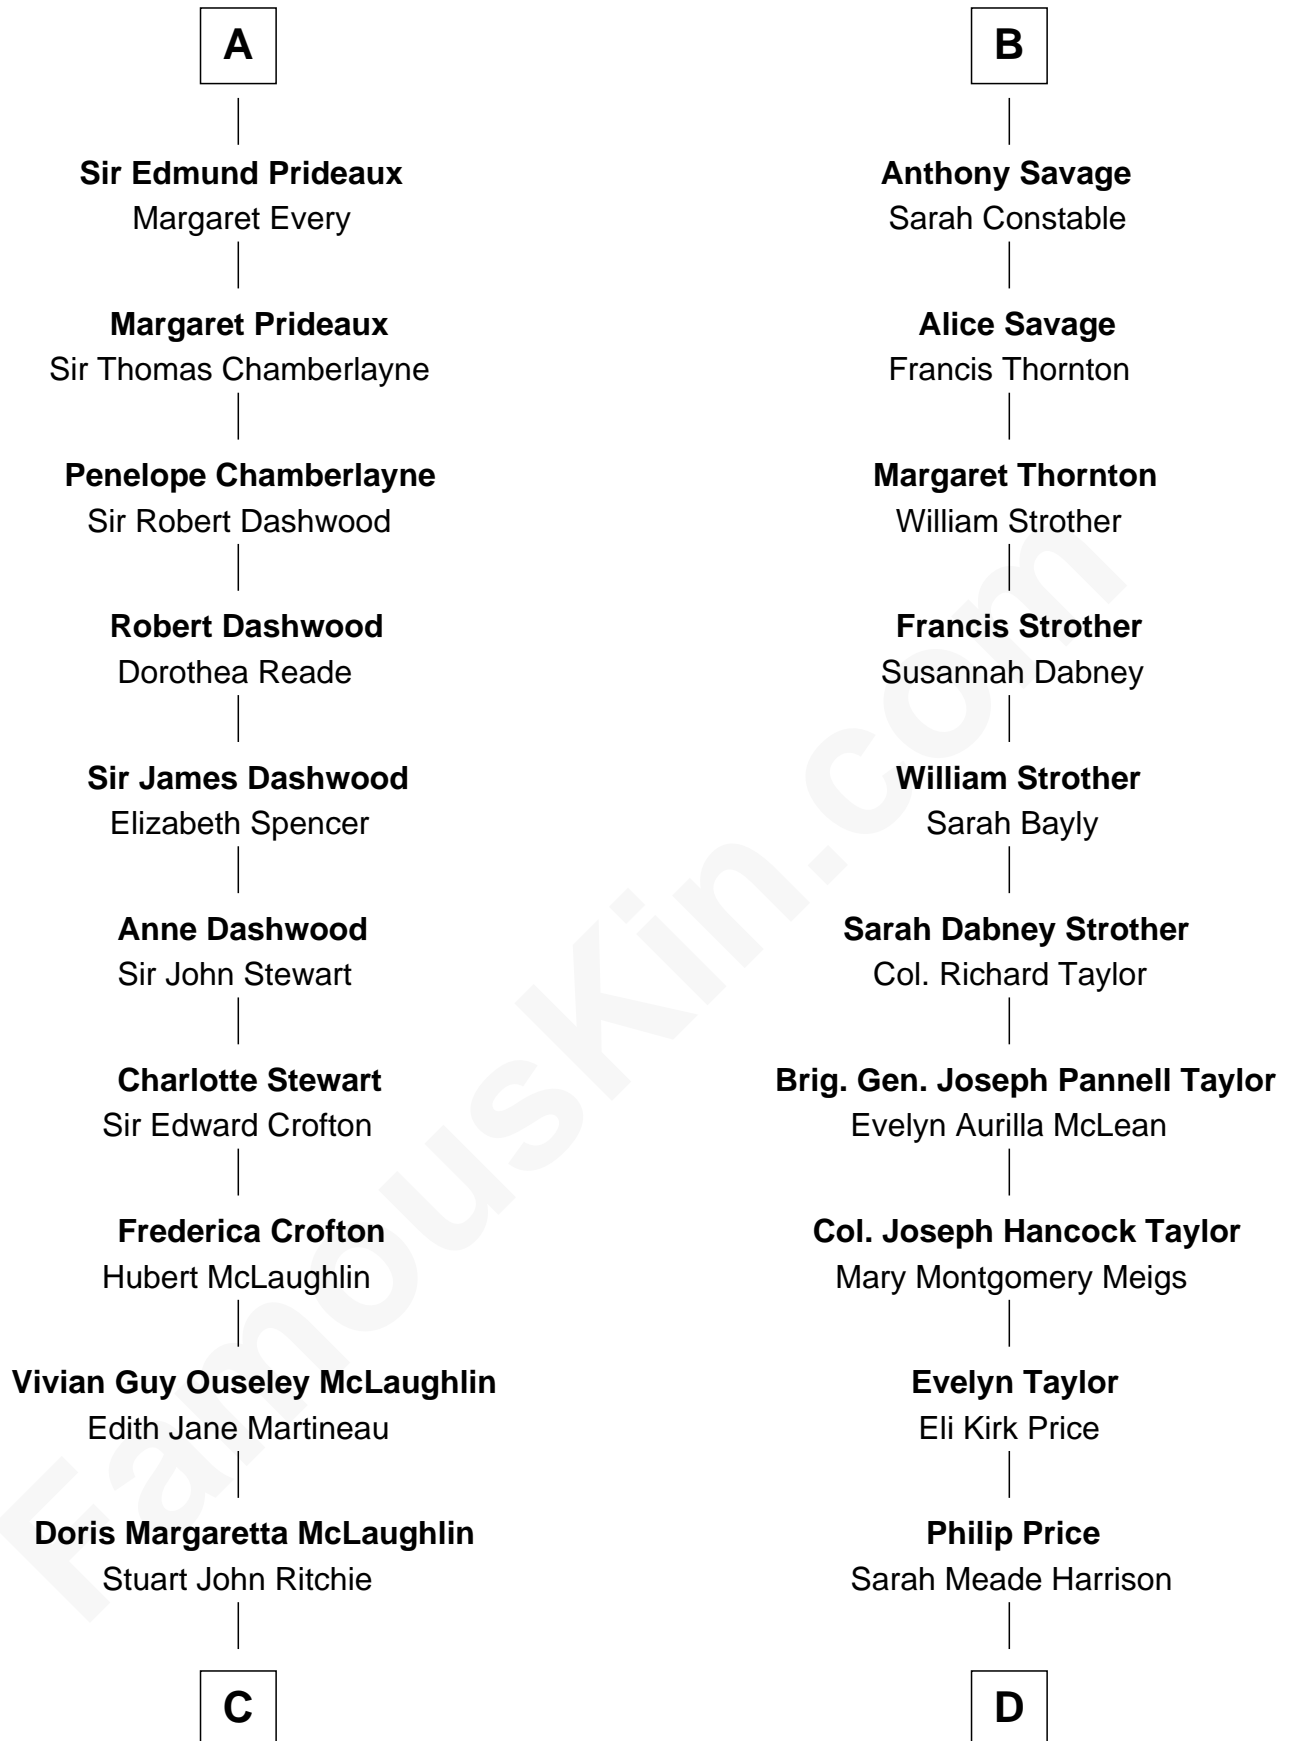 A
Sir Edmund Prideaux
Margaret Every
Margaret Prideaux
Sir Thomas Chamberlayne
Penelope Chamberlayne
Sir Robert Dashwood
Robert Dashwood
Dorothea Reade
Sir James Dashwood
Elizabeth Spencer
Anne Dashwood
Sir John Stewart
Charlotte Stewart
Sir Edward Crofton
Frederica Crofton
Hubert McLaughlin
Vivian Guy Ouseley McLaughlin
Edith Jane Martineau
Doris Margaretta McLaughlin
Stuart John Ritchie
C
B
Anthony Savage
Sarah Constable
Alice Savage
Francis Thornton
Margaret Thornton
William Strother
Francis Strother
Susannah Dabney
William Strother
Sarah Bayly
Sarah Dabney Strother
Col. Richard Taylor
Brig. Gen. Joseph Pannell Taylor
Evelyn Aurilla McLean
Col. Joseph Hancock Taylor
Mary Montgomery Meigs
Evelyn Taylor
Eli Kirk Price
Philip Price
Sarah Meade Harrison
D
FamousKin.com